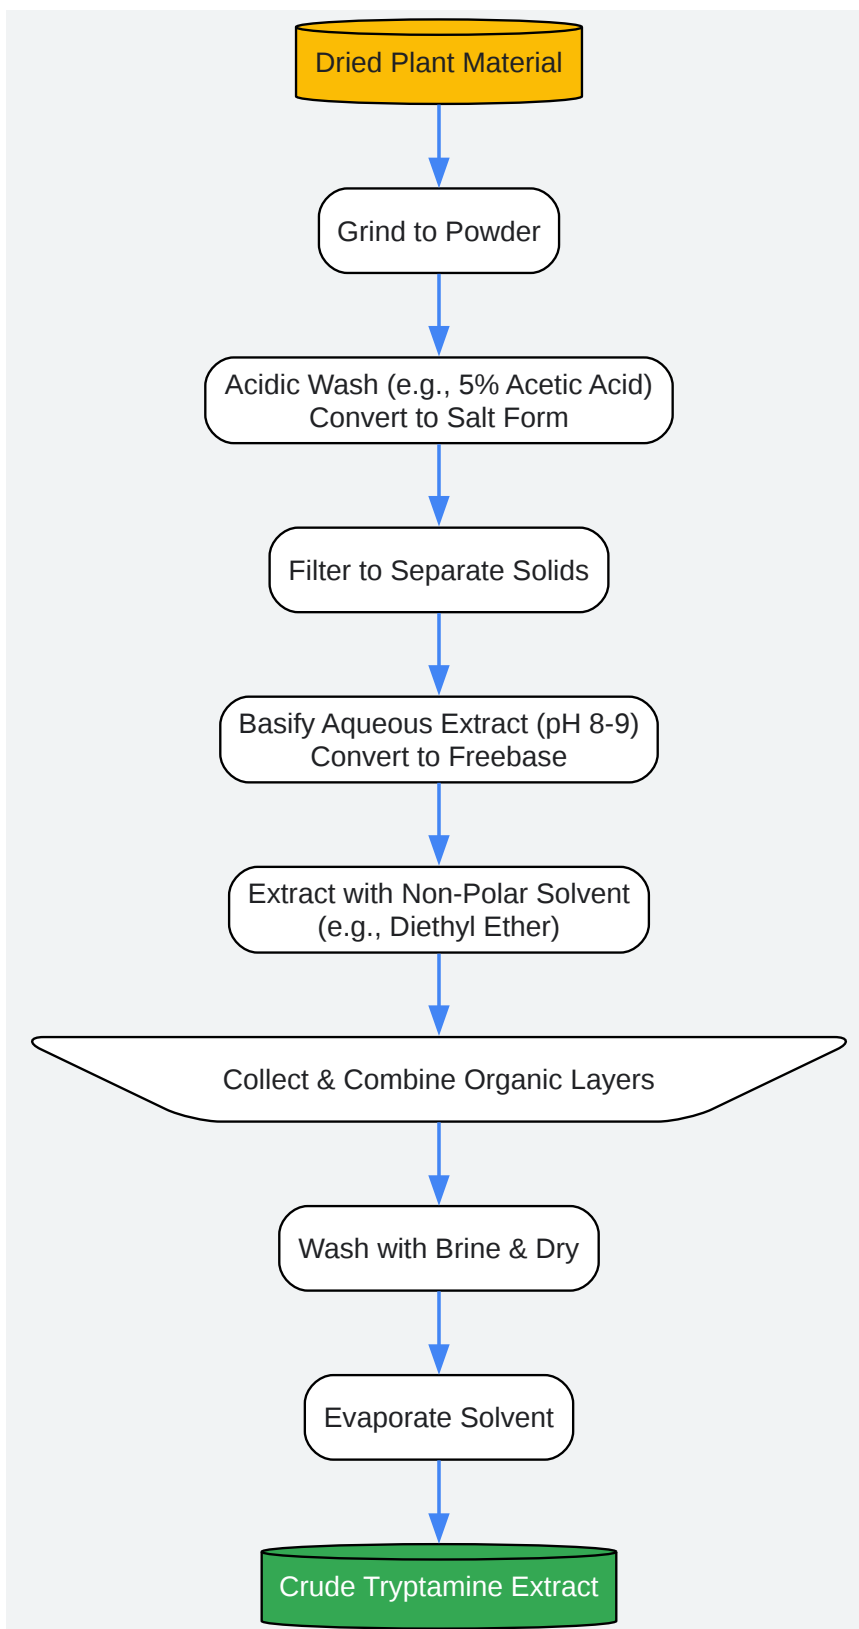 Dried Plant Material
Grind to Powder
Acidic Wash (e.g., 5% Acetic Acid)
Convert to Salt Form
Filter to Separate Solids
Basify Aqueous Extract (pH 8-9)
Convert to Freebase
Extract with Non-Polar Solvent
(e.g., Diethyl Ether)
Collect & Combine Organic Layers
Wash with Brine & Dry
Evaporate Solvent
Crude Tryptamine Extract